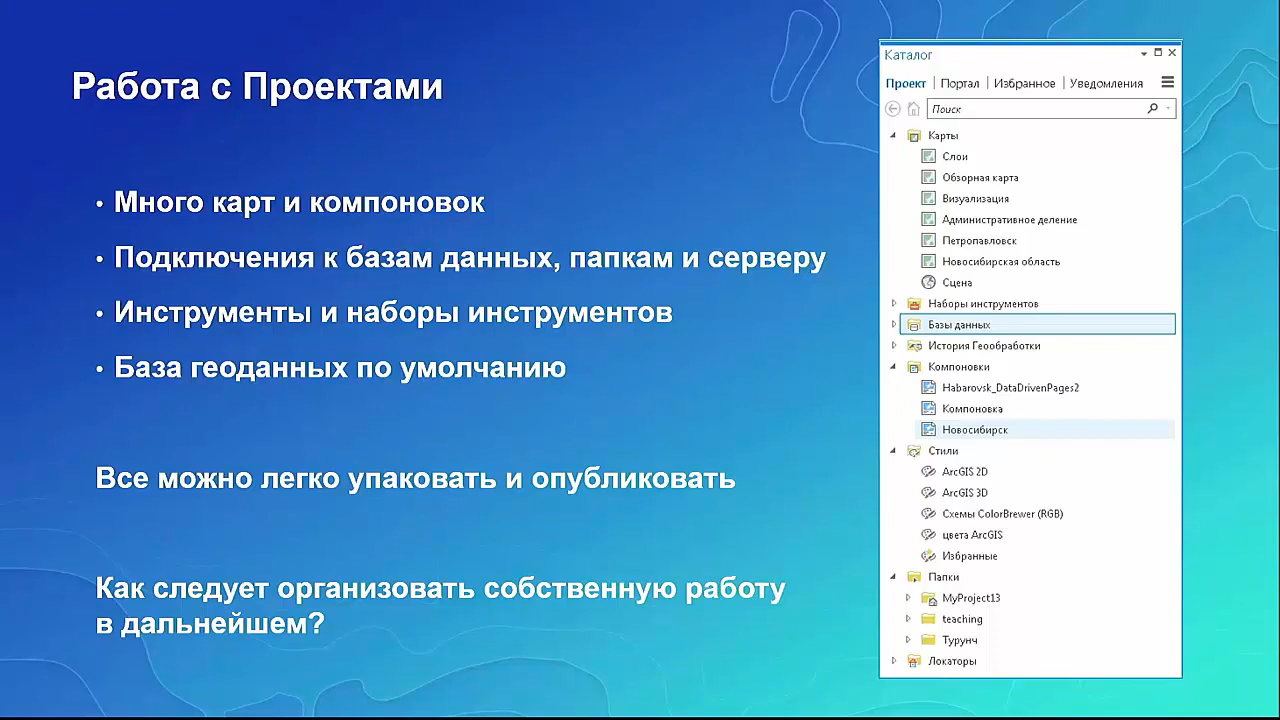 Работа с Проектами
• Много карт и компоновок
• Подключения к базам данных, папкам и серверу
• Инструменты и наборы инструментов
• База геоданных по умолчанию
Все можно легко упаковать и опубликовать
Как следует организовать собственную работу
в дальнейшем?
Каталог
Проект | Портал | Избранное | Уведомления
Поиск
Карты
Слои
Обзорная карта
Визуализация
Административное деление
Петропавловск
Новосибирская область
Сцена
Наборы инструментов
Базы данных
История Геообработки
Компоновки
Habarovsk_DataDrivenPages2
Компоновка
Новосибирск
Стили
ArcGIS 2D
ArcGIS 3D
Схемы ColorBrewer (RGB)
цвета ArcGIS
Избранные
Папки
MyProject13
teaching
Турунч
Локаторы